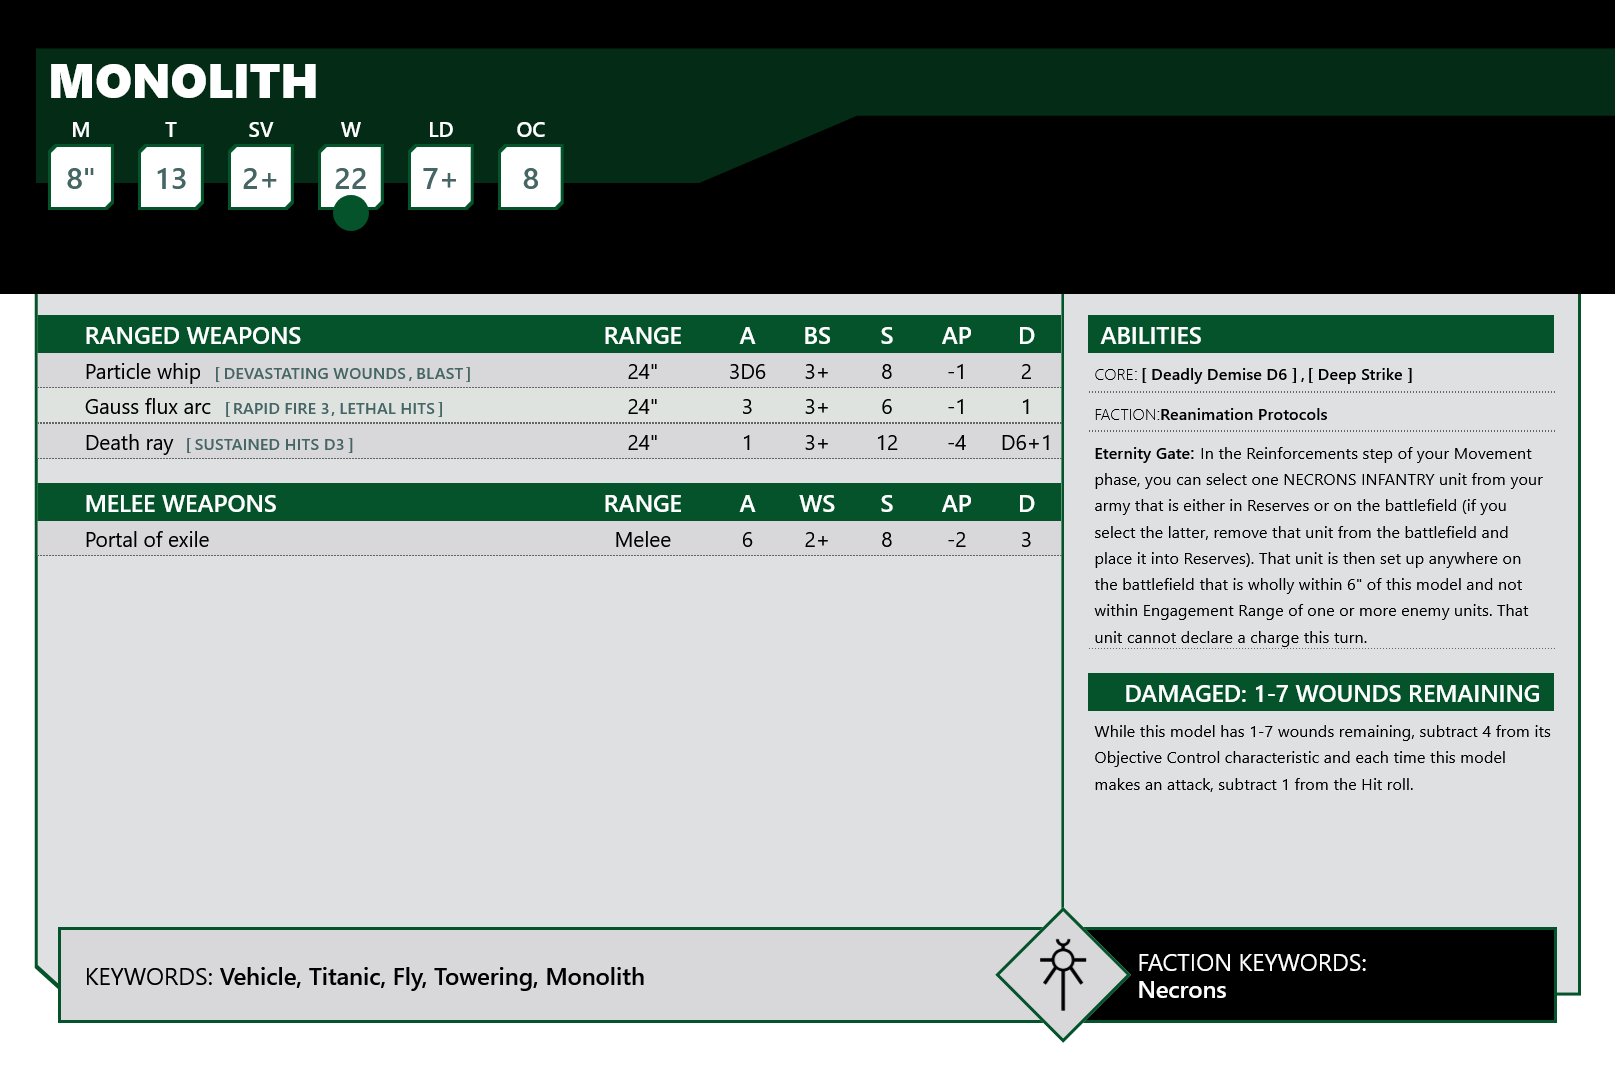 MONOLITH
M T SV W LD OC
8" 13 2+ 22 7+ 8
RANGED WEAPONS RANGE A BS S AP D
Particle whip [ DEVASTATING WOUNDS , BLAST ] 24" 3D6 3+ 8 -1 2
Gauss flux arc [ RAPID FIRE 3, LETHAL HITS ] 24" 3 3+ 6 -1 1
Death ray [ SUSTAINED HITS D3 ] 24" 1 3+ 12 -4 D6+1
MELEE WEAPONS RANGE A WS S AP D
Portal of exile Melee 6 2+ 8 -2 3
ABILITIES
CORE: [ Deadly Demise D6 ] , [ Deep Strike ]
FACTION:Reanimation Protocols
Eternity Gate: In the Reinforcements step of your Movement
phase, you can select one NECRONS INFANTRY unit from your
army that is either in Reserves or on the battlefield (if you
select the latter, remove that unit from the battlefield and
place it into Reserves). That unit is then set up anywhere on
the battlefield that is wholly within 6" of this model and not
within Engagement Range of one or more enemy units. That
unit cannot declare a charge this turn.
DAMAGED: 1-7 WOUNDS REMAINING
While this model has 1-7 wounds remaining, subtract 4 from its
Objective Control characteristic and each time this model
makes an attack, subtract 1 from the Hit roll.
KEYWORDS: Vehicle, Titanic, Fly, Towering, Monolith
FACTION KEYWORDS:
Necrons